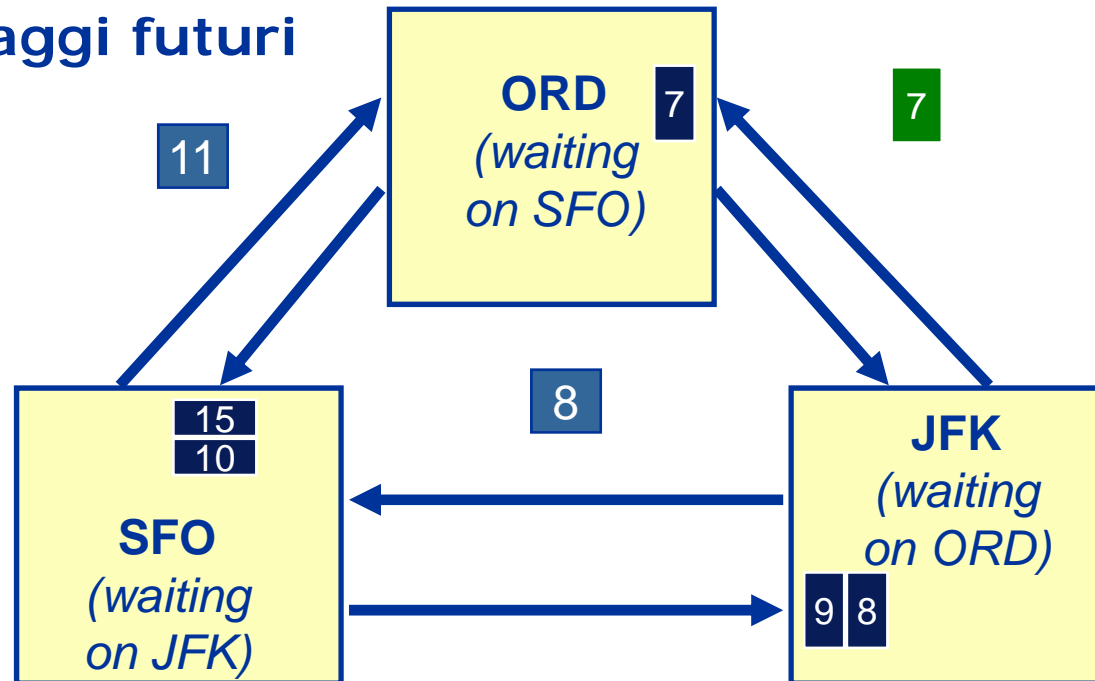 aggi futuri
ORD
(waiting
on SFO)
7
7
11
8
15
10
SFO
(waiting
on JFK)
JFK
(waiting
on ORD)
9 8